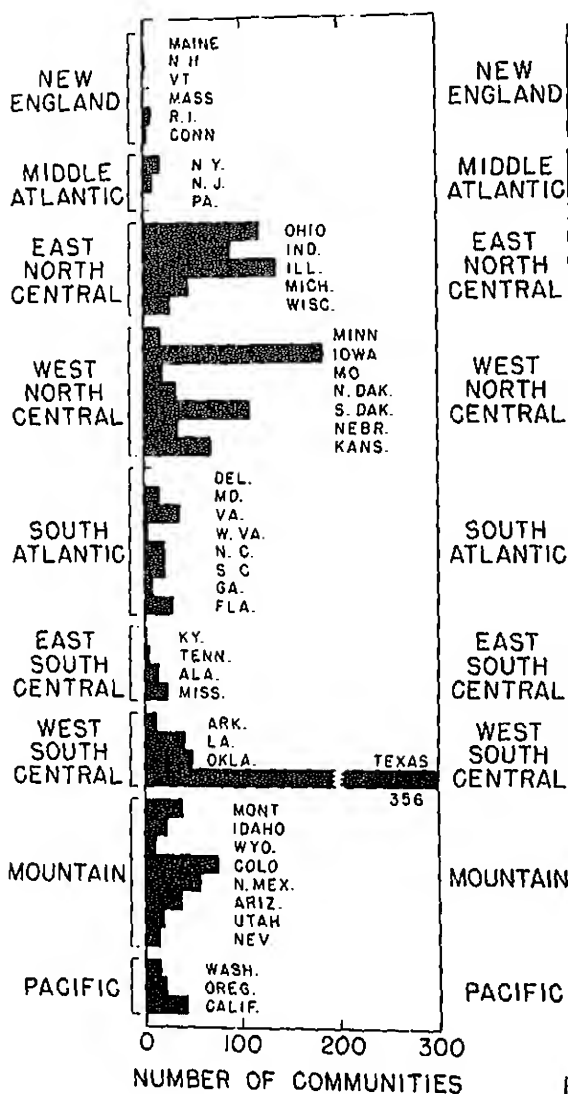 NEW
ENGLAND
MAINE
N H
VT
MASS
R.I.
CONN
MIDDLE
ATLANTIC
N Y.
N. J.
PA.
EAST
NORTH
CENTRAL
OHIO
IND.
ILL.
MICH.
WISC.
WEST
NORTH
CENTRAL
MINN
IOWA
MO
N. DAK.
S. DAK.
NEBR.
KANS.
SOUTH
ATLANTIC
DEL.
MD.
VA.
W. VA.
N. C.
S C
GA.
FLA.
EAST
SOUTH
CENTRAL
KY.
TENN.
ALA.
MISS.
WEST
SOUTH
CENTRAL
ARK.
LA.
OKLA.
TEXAS
356
MOUNTAIN
MONT
IDAHO
WYO.
COLO
N. MEX.
ARIZ.
UTAH
NEV
PACIFIC
WASH.
OREG.
CALIF.
0 100 200 300
NUMBER OF COMMUNITIES
NEW
ENGLAND
MIDDLE
ATLANTIC
EAST
NORTH
CENTRAL
WEST
NORTH
CENTRAL
SOUTH
ATLANTIC
EAST
SOUTH
CENTRAL
WEST
SOUTH
CENTRAL
MOUNTAIN
PACIFIC